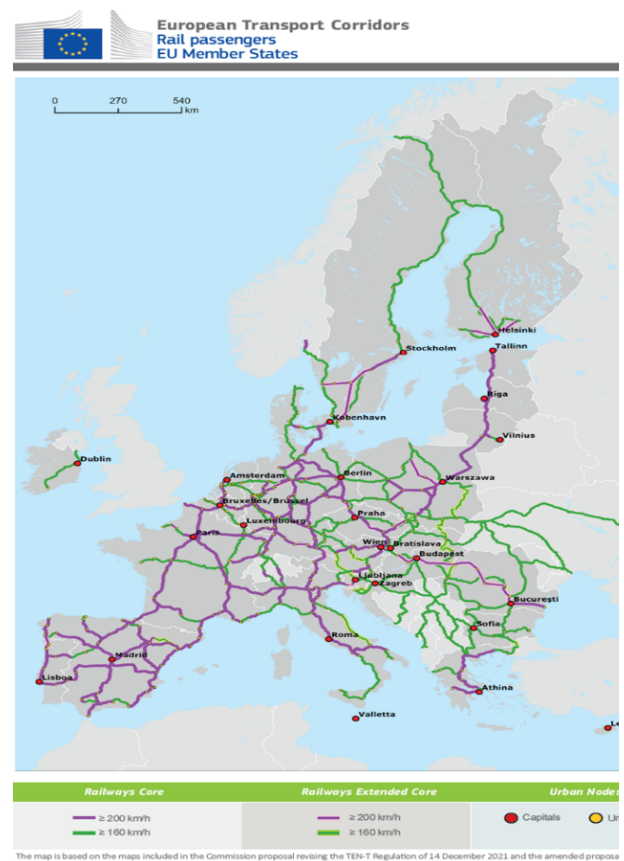 European Transport Corridors
Rail passengers
EU Member States
0 270 540
km
Helsinki
Tallinn
Stockholm
Riga
København
Vilnius
Dublin
Amsterdam
Berlin
Warszawa
Bruxelles/Brussel
Luxembourg
Praha
Paris
Wien
Bratislava
Budapest
Ljubljana
Zagreb
București
Sofia
Roma
Madrid
Lisboa
Athina
Valletta
Le
Railways Core
Railways Extended Core
Urban Nodes
≥ 200 km/h
≥ 160 km/h
≥ 200 km/h
≥ 160 km/h
Capitals
Ur
The map is based on the maps included in the Commission proposal revising the TEN-T Regulation of 14 December 2021 and the amended proposa